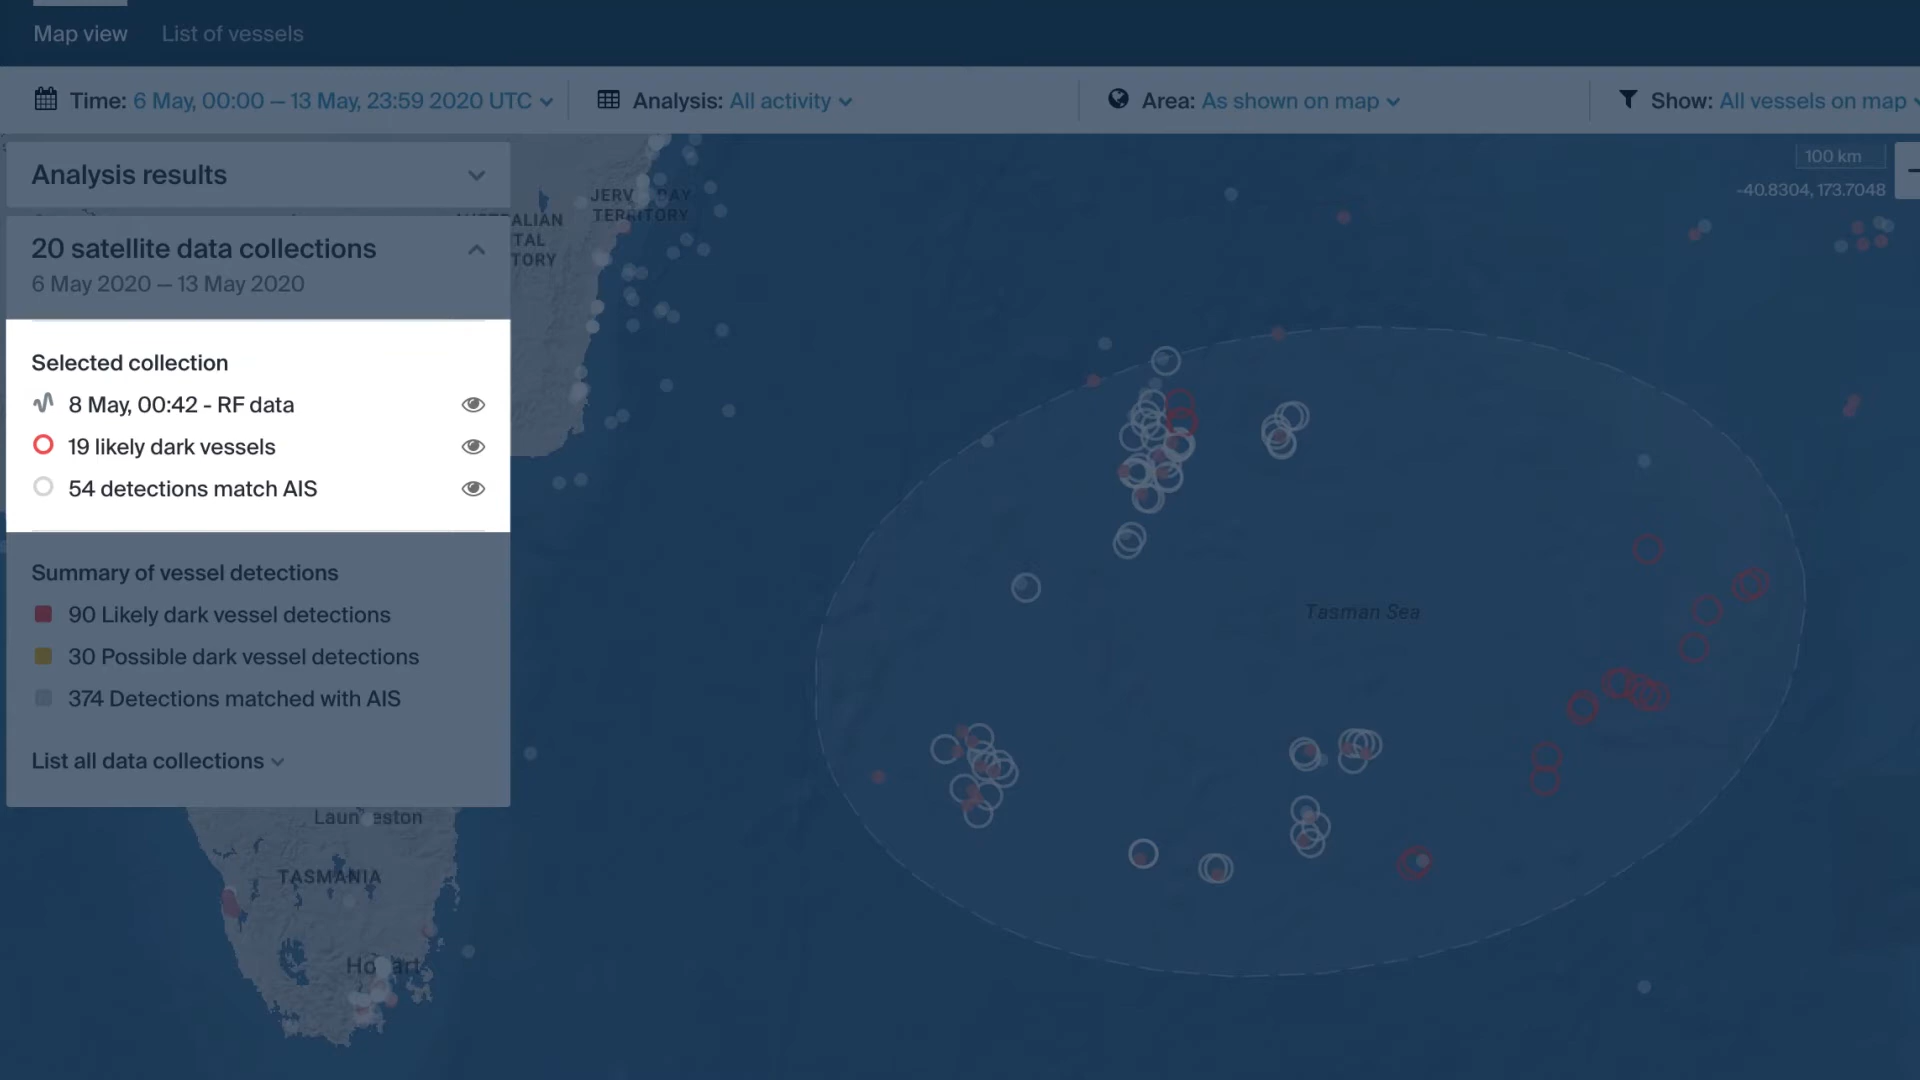 Map view
List of vessels
Time: 6 May, 00:00 — 13 May, 23:59 2020 UTC
Analysis: All activity
Area: As shown on map
Show: All vessels on map
Analysis results
20 satellite data collections
6 May 2020 — 13 May 2020
Selected collection
8 May, 00:42 - RF data
19 likely dark vessels
54 detections match AIS
Summary of vessel detections
90 Likely dark vessel detections
30 Possible dark vessel detections
374 Detections matched with AIS
List all data collections
TERRITORY
100 km
-40.8304, 173.7048
Tasman Sea
TASMANIA